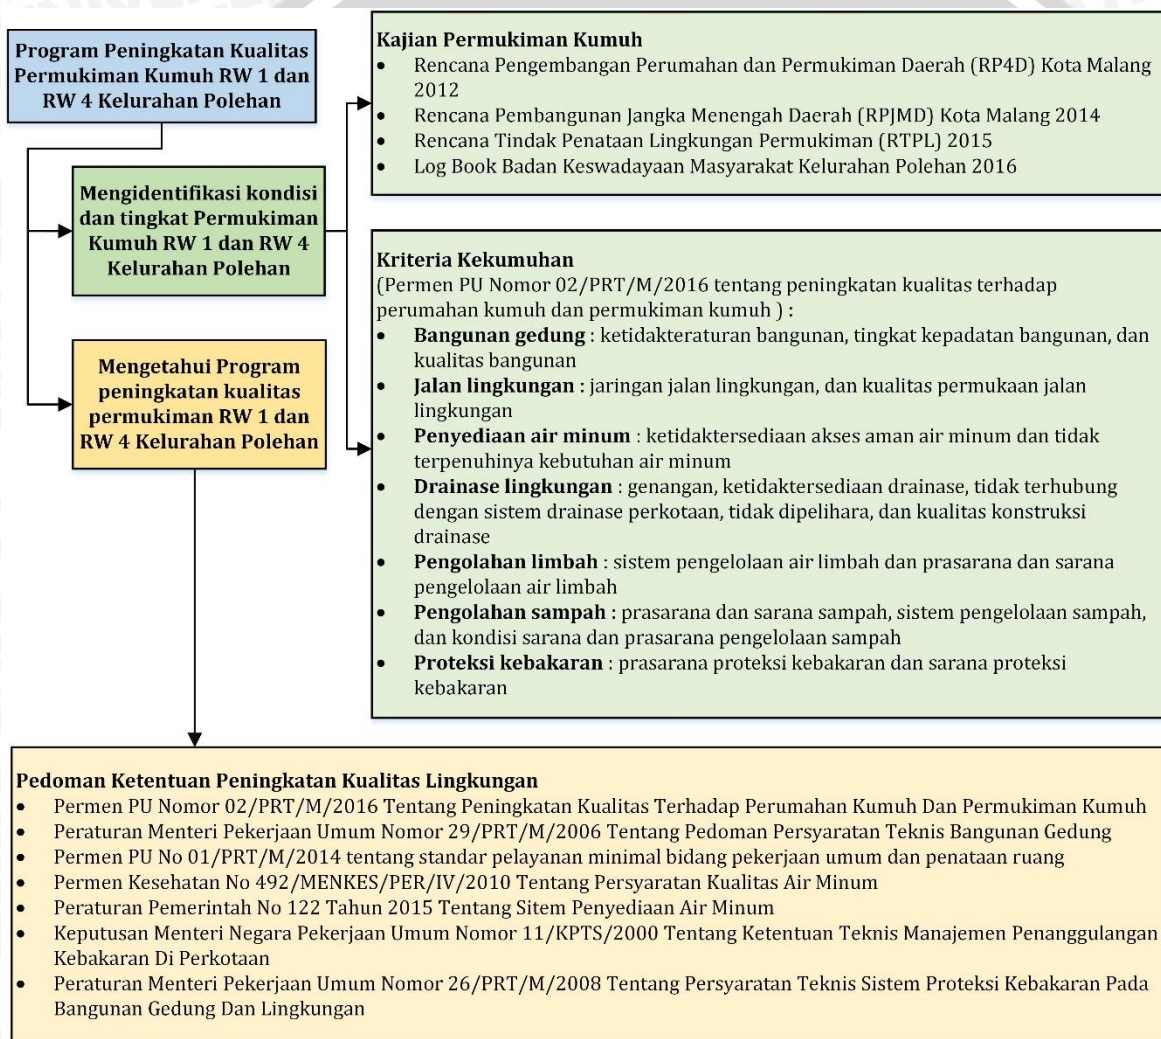 Program Peningkatan Kualitas
Permukiman Kumuh RW 1 dan
RW 4 Kelurahan Polehan
Mengidentifikasi kondisi
dan tingkat Permukiman
Kumuh RW 1 dan RW 4
Kelurahan Polehan
Mengetahui Program
peningkatan kualitas
permukiman RW 1 dan
RW 4 Kelurahan Polehan
Kajian Permukiman Kumuh
• Rencana Pengembangan Perumahan dan Permukiman Daerah (RP4D) Kota Malang
2012
• Rencana Pembangunan Jangka Menengah Daerah (RPJMD) Kota Malang 2014
• Rencana Tindak Penataan Lingkungan Permukiman (RTPL) 2015
• Log Book Badan Keswadayaan Masyarakat Kelurahan Polehan 2016
Kriteria Kekumuhan
(Permen PU Nomor 02/PRT/M/2016 tentang peningkatan kualitas terhadap
perumahan kumuh dan permukiman kumuh ) :
• Bangunan gedung : ketidakteraturan bangunan, tingkat kepadatan bangunan, dan
kualitas bangunan
• Jalan lingkungan : jaringan jalan lingkungan, dan kualitas permukaan jalan
lingkungan
• Penyediaan air minum : ketidaktersediaan akses aman air minum dan tidak
terpenuhinya kebutuhan air minum
• Drainase lingkungan : genangan, ketidaktersediaan drainase, tidak terhubung
dengan sistem drainase perkotaan, tidak dipelihara, dan kualitas konstruksi
drainase
• Pengolahan limbah : sistem pengelolaan air limbah dan prasarana dan sarana
pengelolaan air limbah
• Pengolahan sampah : prasarana dan sarana sampah, sistem pengelolaan sampah,
dan kondisi sarana dan prasarana pengelolaan sampah
• Proteksi kebakaran : prasarana proteksi kebakaran dan sarana proteksi
kebakaran
Pedoman Ketentuan Peningkatan Kualitas Lingkungan
• Permen PU Nomor 02/PRT/M/2016 Tentang Peningkatan Kualitas Terhadap Perumahan Kumuh Dan Permukiman Kumuh
• Peraturan Menteri Pekerjaan Umum Nomor 29/PRT/M/2006 Tentang Pedoman Persyaratan Teknis Bangunan Gedung
• Permen PU No 01/PRT/M/2014 tentang standar pelayanan minimal bidang pekerjaan umum dan penataan ruang
• Permen Kesehatan No 492/MENKES/PER/IV/2010 Tentang Persyaratan Kualitas Air Minum
• Peraturan Pemerintah No 122 Tahun 2015 Tentang Sitem Penyediaan Air Minum
• Keputusan Menteri Negara Pekerjaan Umum Nomor 11/KPTS/2000 Tentang Ketentuan Teknis Manajemen Penanggulangan
Kebakaran Di Perkotaan
• Peraturan Menteri Pekerjaan Umum Nomor 26/PRT/M/2008 Tentang Persyaratan Teknis Sistem Proteksi Kebakaran Pada
Bangunan Gedung Dan Lingkungan